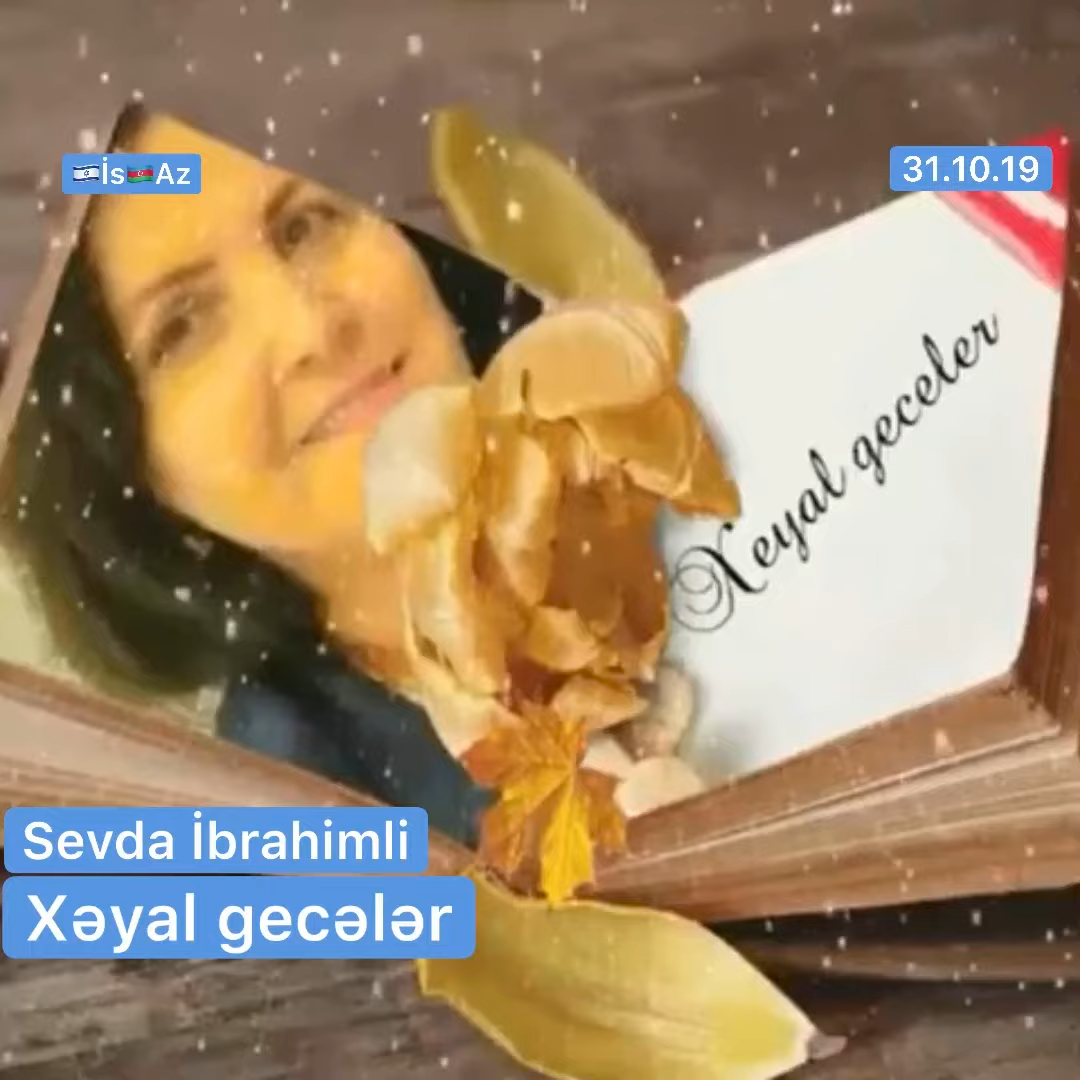 🇮🇱İs🇦🇿Az
31.10.19
Xeyal geceler
Sevda İbrahimli
Xəyal gecələr